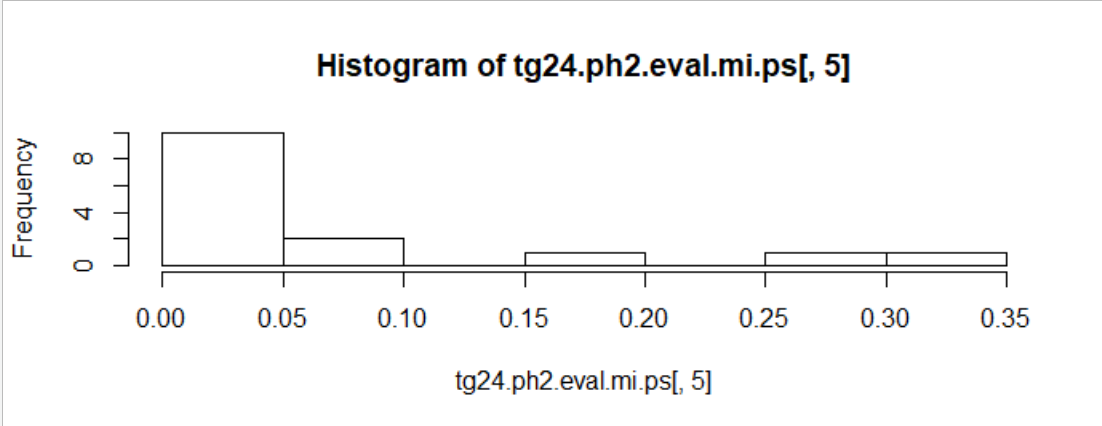 Histogram of tg24.ph2.eval.mi.ps[, 5]
Frequency
8
4
0
0.00 0.05 0.10 0.15 0.20 0.25 0.30 0.35
tg24.ph2.eval.mi.ps[, 5]